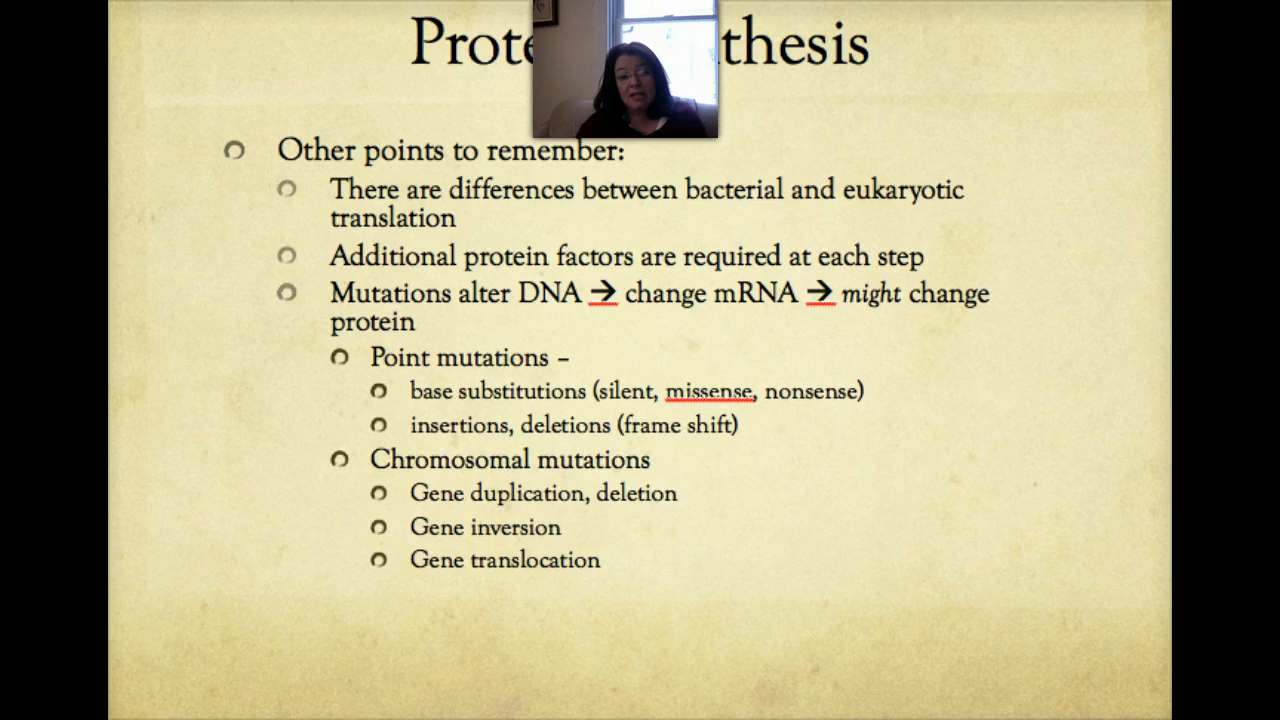 Prote thesis
Other points to remember:
There are differences between bacterial and eukaryotic
translation
Additional protein factors are required at each step
Mutations alter DNA → change mRNA → might change
protein
Point mutations –
base substitutions (silent, missense, nonsense)
insertions, deletions (frame shift)
Chromosomal mutations
Gene duplication, deletion
Gene inversion
Gene translocation